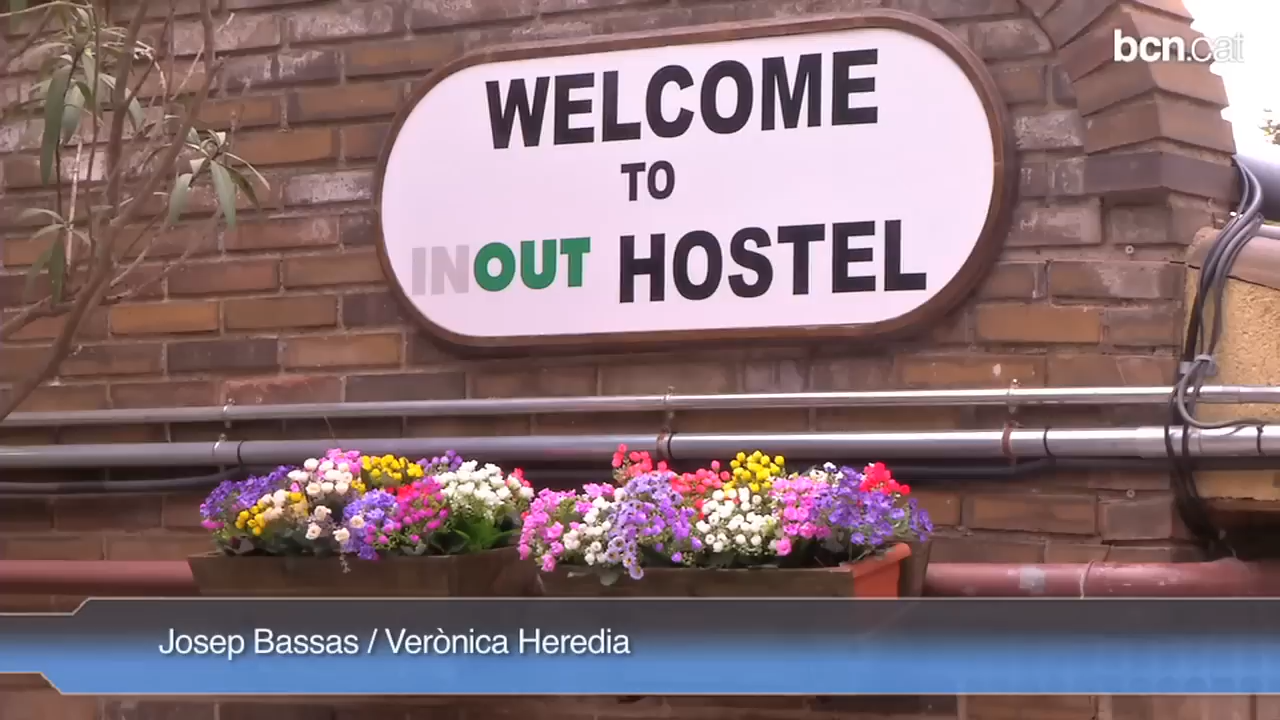 bcn.cat
WELCOME
TO
INOUT HOSTEL
Josep Bassas / Verònica Heredia